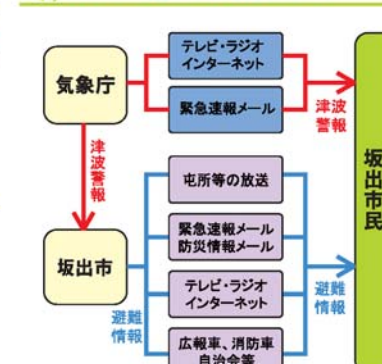 テレビ・ラジオ
インターネット
気象庁
緊急速報メール
津波
警報
津波警報
坂出市民
屯所等の放送
緊急速報メール
防災情報メール
坂出市
テレビ・ラジオ
インターネット
避難
情報
避難
情報
広報車、消防車
自治会等